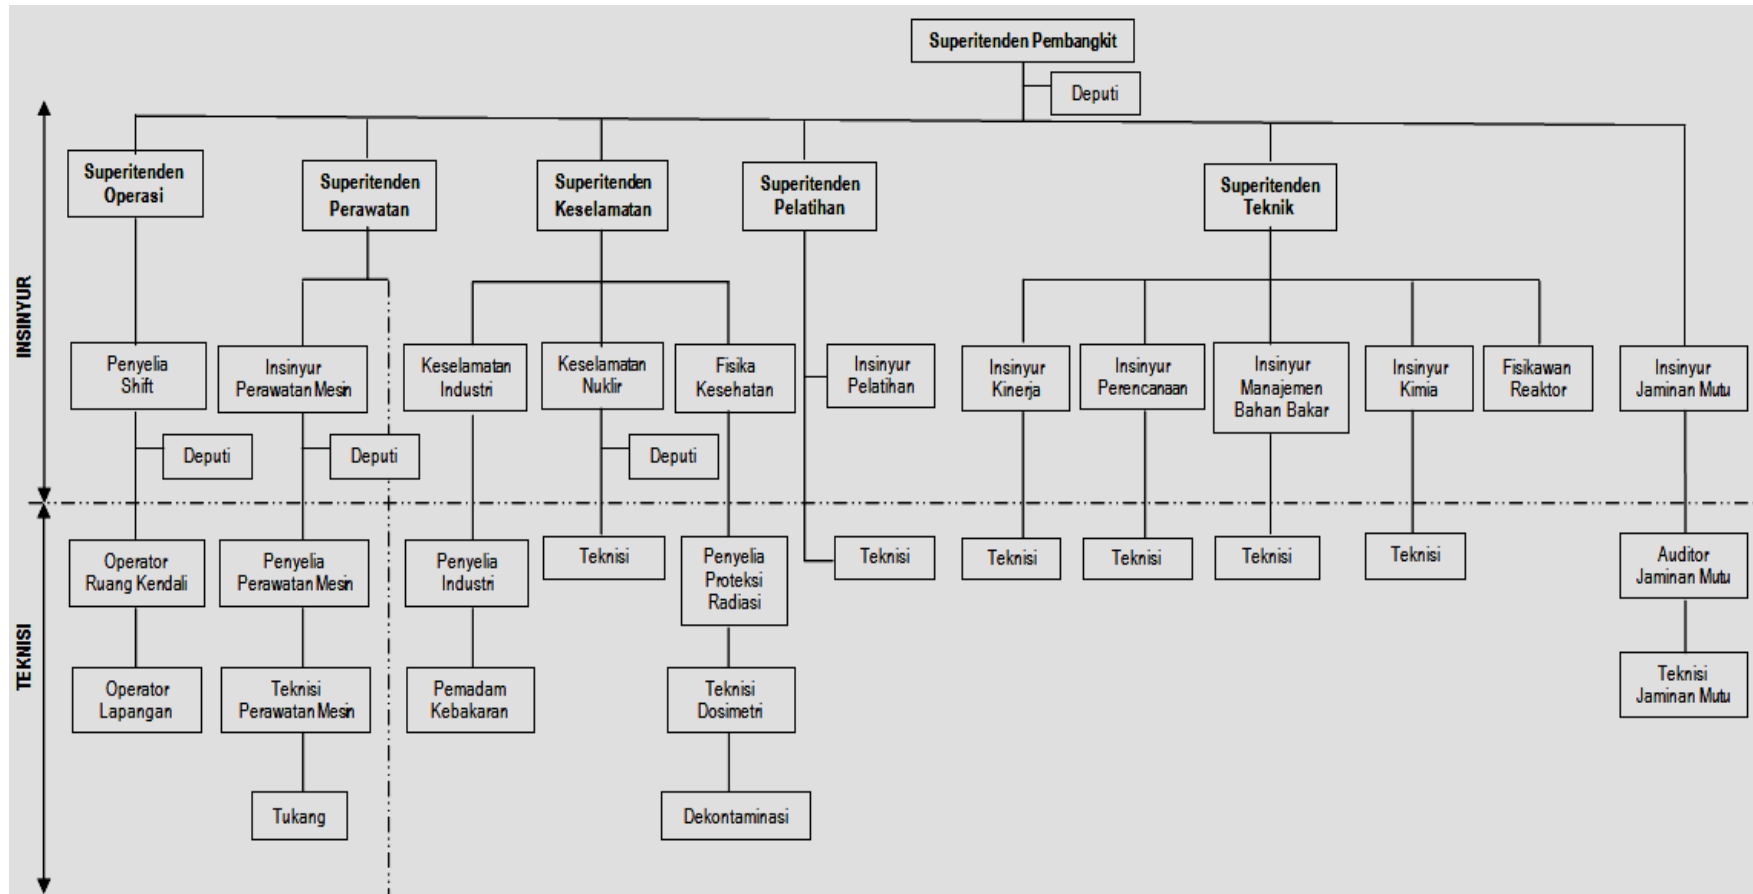 Superitenden Pembangkit
Deputi
INSINYUR
Superitenden
Operasi
Superitenden
Perawatan
Superitenden
Keselamatan
Superitenden
Pelatihan
Superitenden
Teknik
Penyelia
Shift
Insinyur
Perawatan Mesin
Keselamatan
Industri
Keselamatan
Nuklir
Fisika
Kesehatan
Insinyur
Pelatihan
Insinyur
Kinerja
Insinyur
Perencanaan
Insinyur
Manajemen
Bahan Bakar
Insinyur
Kimia
Fisikawan
Reaktor
Insinyur
Jaminan Mutu
Deputi
Deputi
Deputi
TEKNISI
Operator
Ruang Kendali
Penyelia
Perawatan Mesin
Penyelia
Industri
Teknisi
Penyelia
Proteksi
Radiasi
Teknisi
Teknisi
Teknisi
Teknisi
Teknisi
Auditor
Jaminan Mutu
Operator
Lapangan
Teknisi
Perawatan Mesin
Pemadam
Kebakaran
Teknisi
Dosimetri
Teknisi
Jaminan Mutu
Tukang
Dekontaminasi